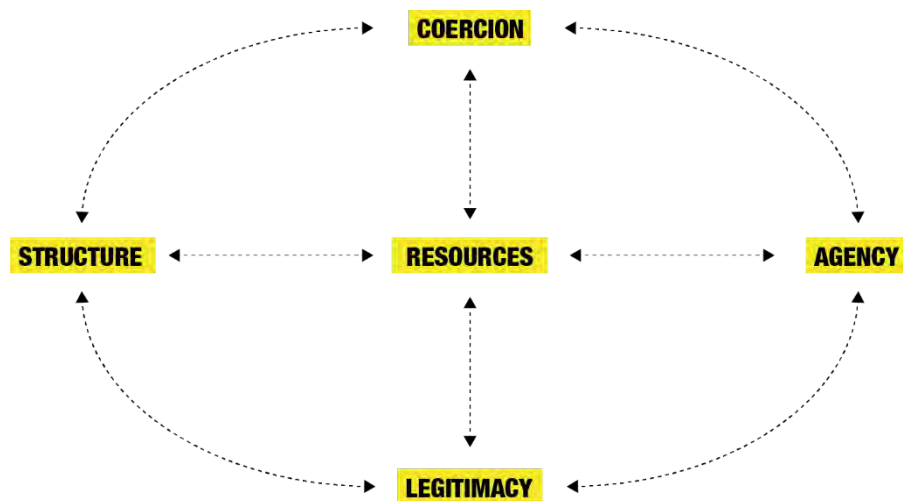 COERCION
STRUCTURE
RESOURCES
AGENCY
LEGITIMACY